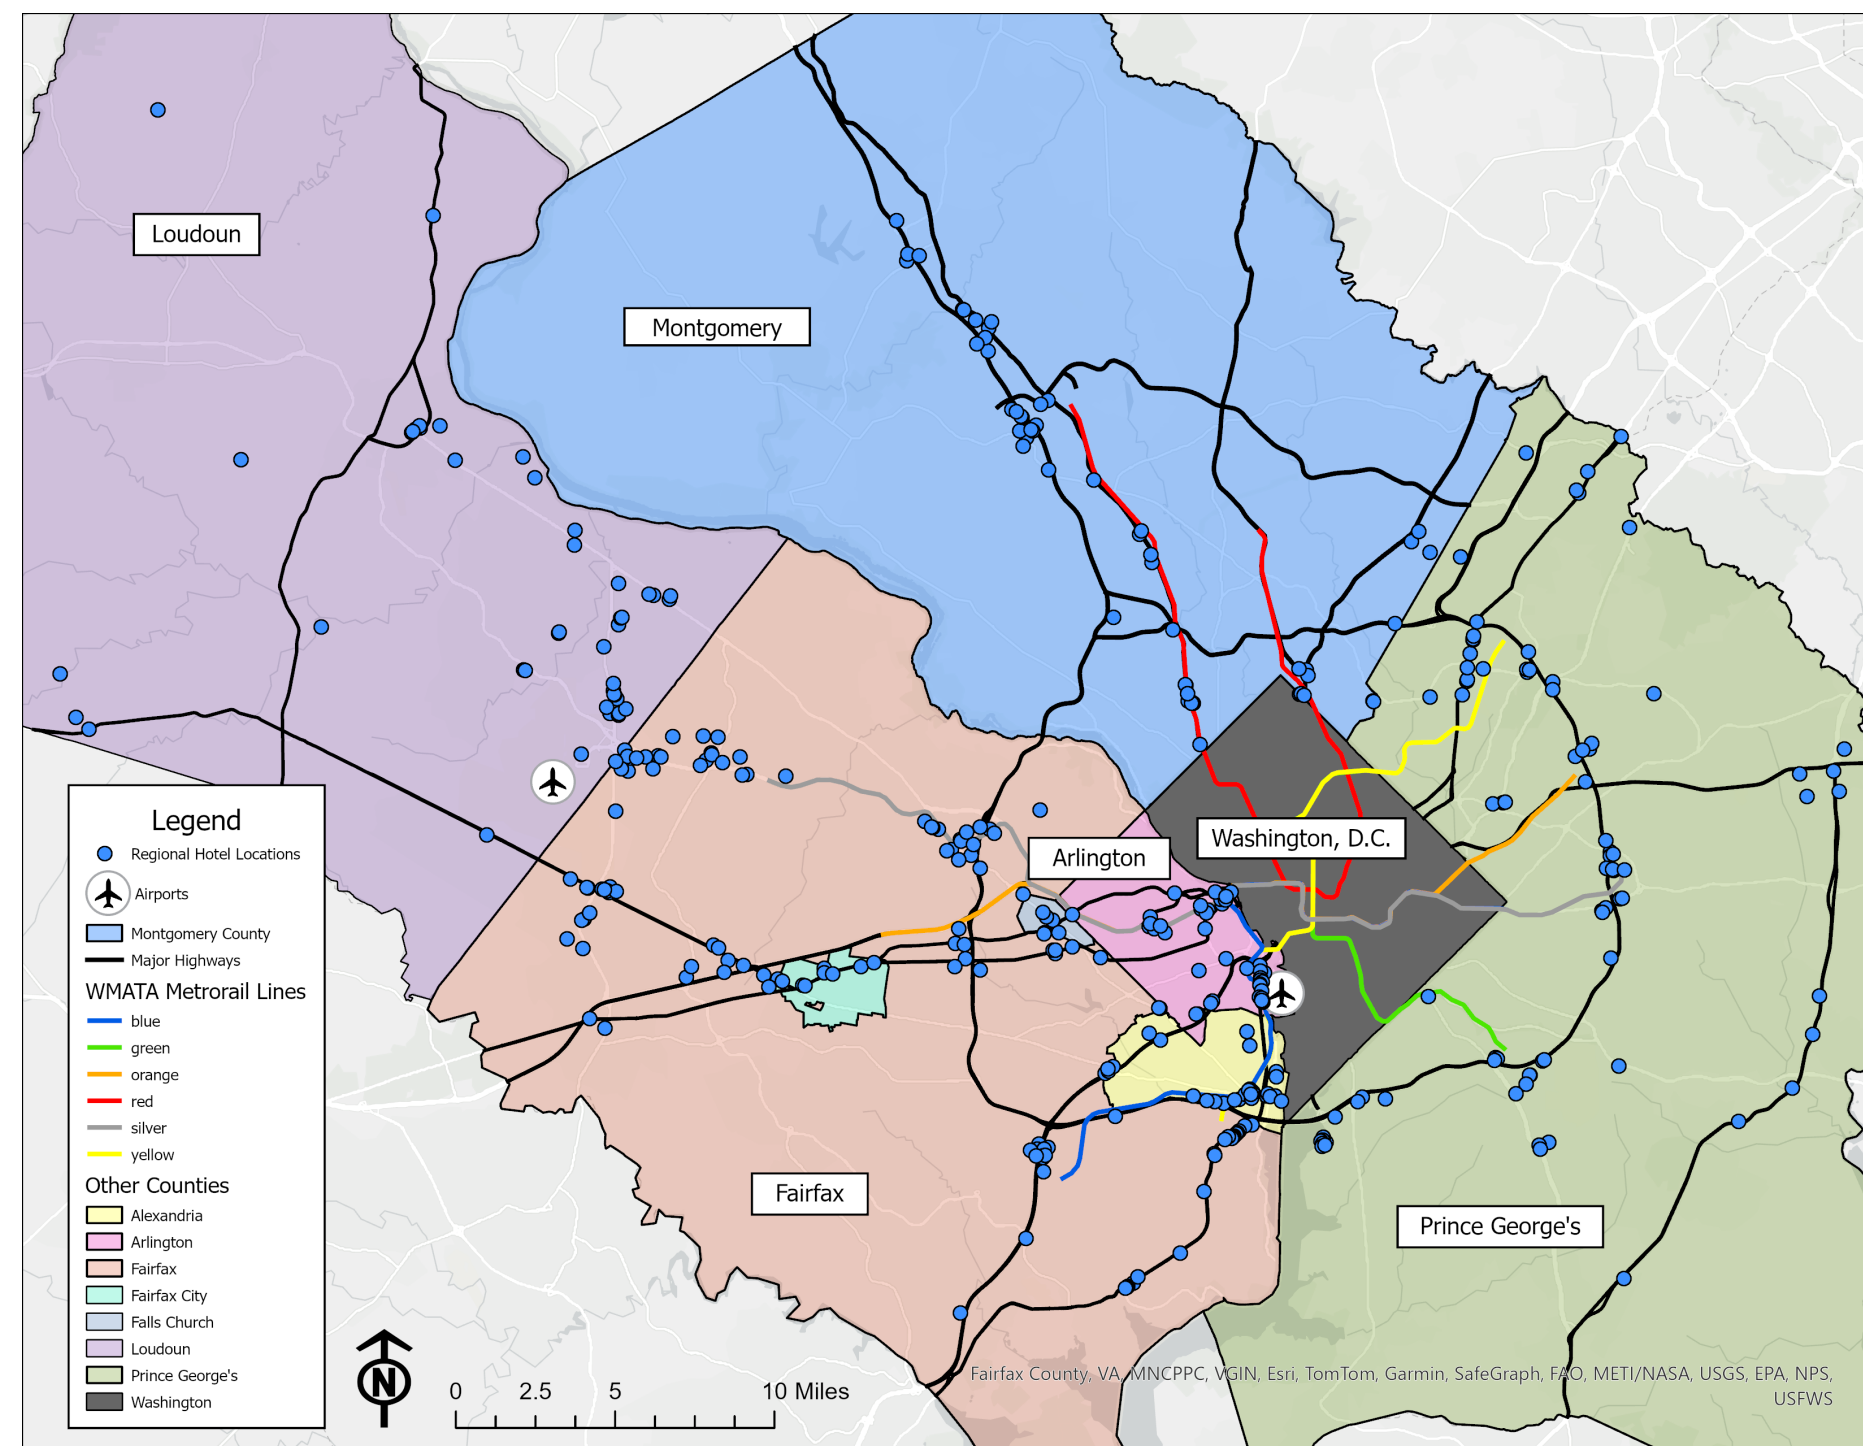 Loudoun
Montgomery
Arlington
Washington, D.C.
Fairfax
Prince George's
Legend
Regional Hotel Locations
Airports
Montgomery County
Major Highways
WMATA Metrorail Lines
blue
green
orange
red
silver
yellow
Other Counties
Alexandria
Arlington
Fairfax
Fairfax City
Falls Church
Loudoun
Prince George's
Washington
N
0 2.5 5 10 Miles
Fairfax County, VA, MNCPPC, VGIN, Esri, TomTom, Garmin, SafeGraph, FAO, METI/NASA, USGS, EPA, NPS,
USFWS